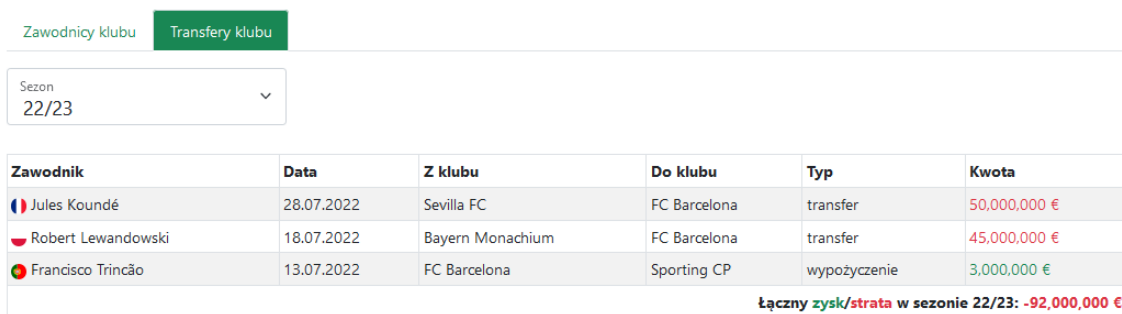 Zawodnicy klubu Transfery klubu
Sezon
22/23
Zawodnik Data Z klubu Do klubu Typ Kwota
Jules Koundé 28.07.2022 Sevilla FC FC Barcelona transfer 50,000,000 €
Robert Lewandowski 18.07.2022 Bayern Monachium FC Barcelona transfer 45,000,000 €
Francisco Trincão 13.07.2022 FC Barcelona Sporting CP wypożyczenie 3,000,000 €
Łączny zysk/strata w sezonie 22/23: -92,000,000 €